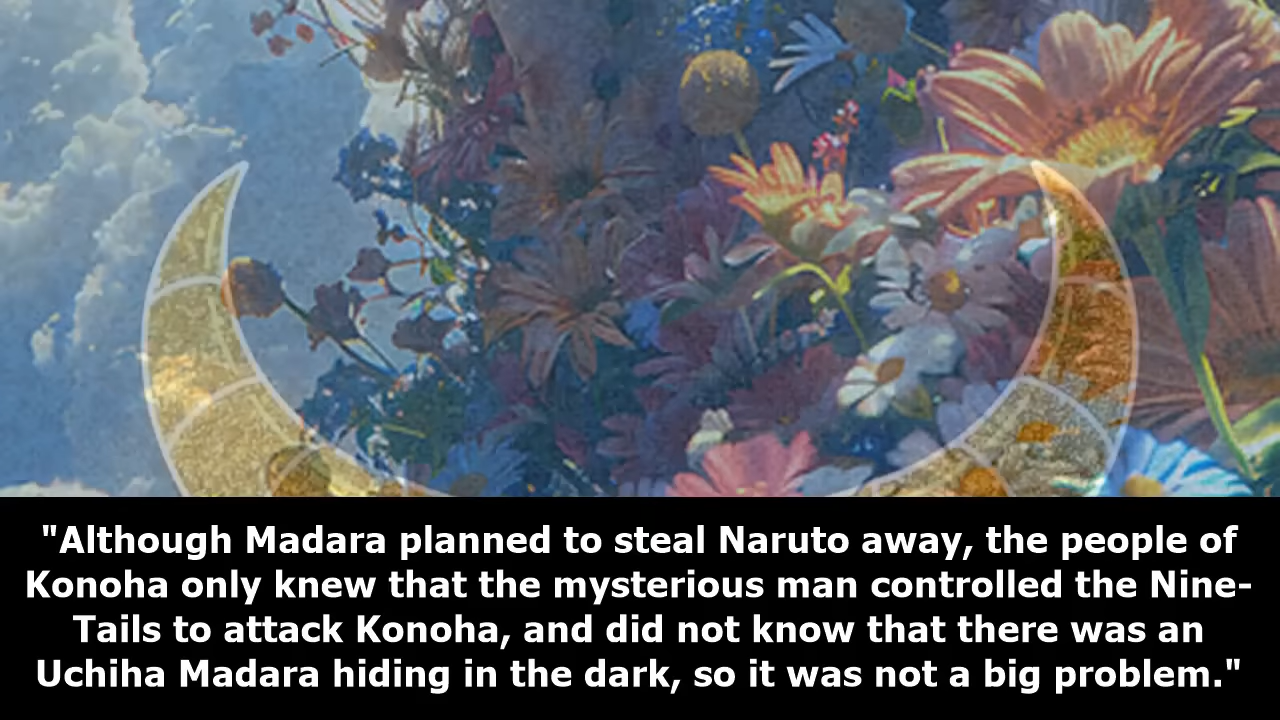 "Although Madara planned to steal Naruto away, the people of
Konoha only knew that the mysterious man controlled the Nine-
Tails to attack Konoha, and did not know that there was an
Uchiha Madara hiding in the dark, so it was not a big problem."